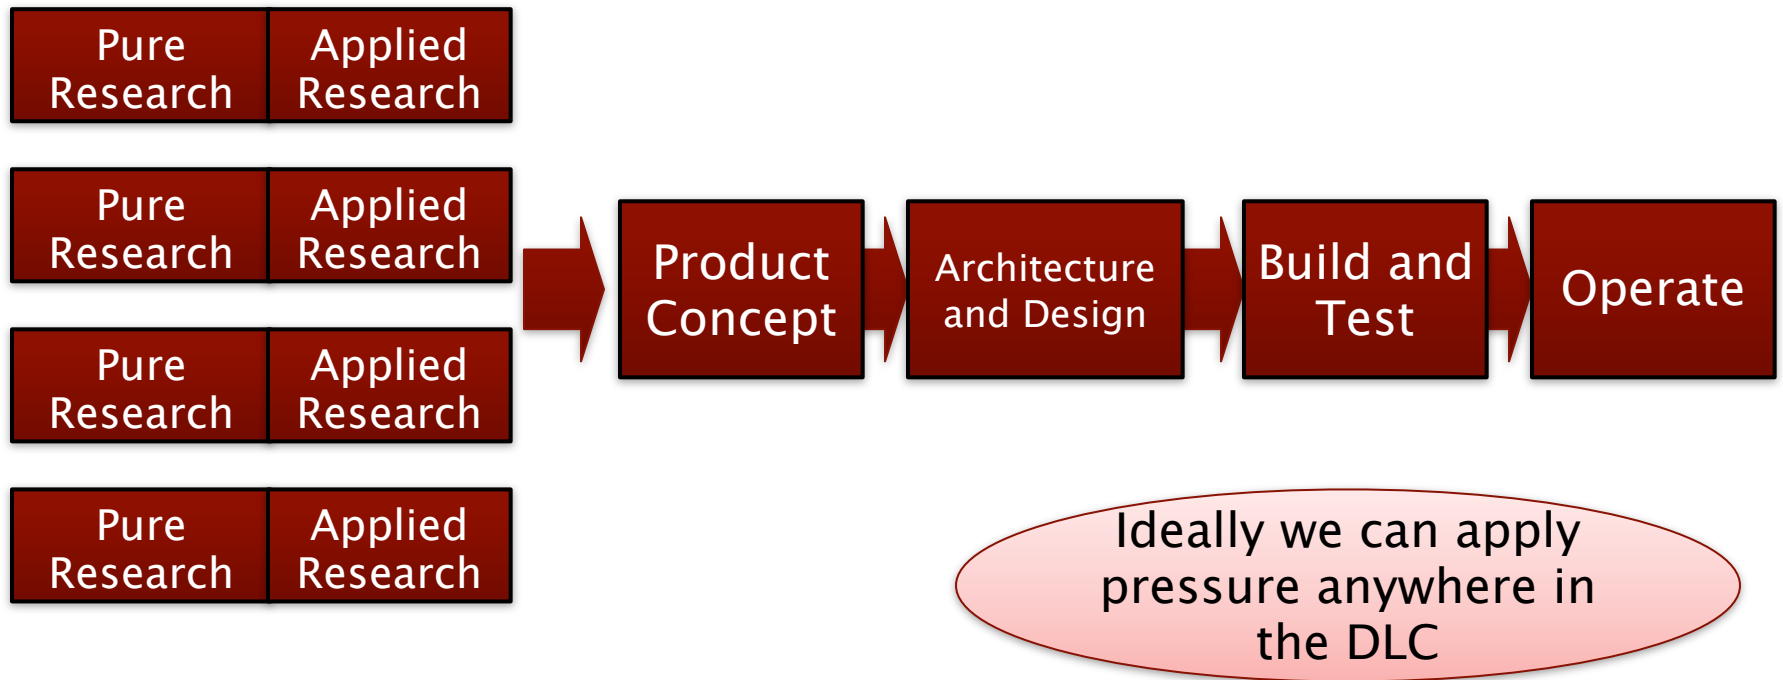 Pure
Research
Applied
Research
Pure
Research
Applied
Research
Pure
Research
Applied
Research
Pure
Research
Applied
Research
Product
Concept
Architecture
and Design
Build and
Test
Operate
Ideally we can apply
pressure anywhere in
the DLC